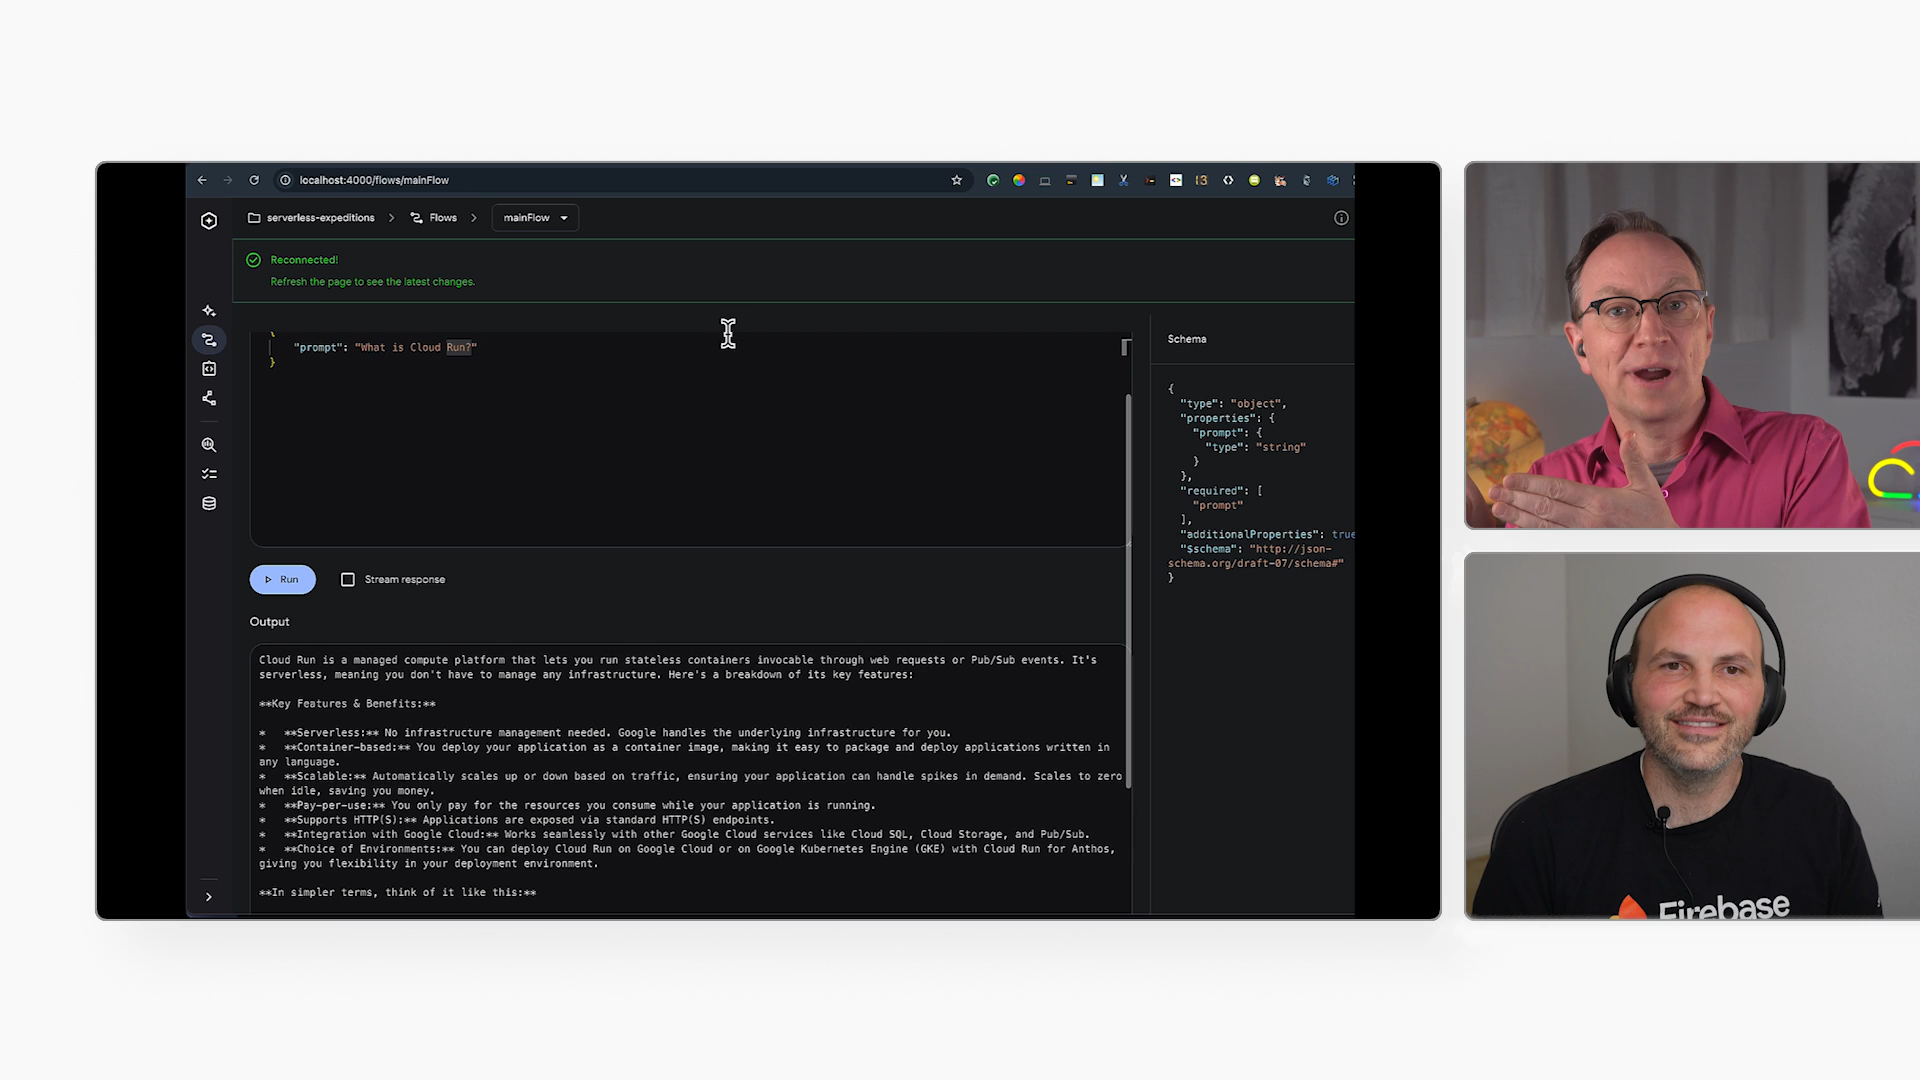 localhost:4000/flows/mainFlow
serverless-expeditions
Flows
mainFlow
Reconnected!
Refresh the page to see the latest changes.
{
"prompt": "What is Cloud Run?"
}
Run
Stream response
Output
Cloud Run is a managed compute platform that lets you run stateless containers invocable through web requests or Pub/Sub events. It's
serverless, meaning you don't have to manage any infrastructure. Here's a breakdown of its key features:
**Key Features & Benefits:**
*   **Serverless:** No infrastructure management needed. Google handles the underlying infrastructure for you.
*   **Container-based:** You deploy your application as a container image, making it easy to package and deploy applications written in
any language.
*   **Scalable:** Automatically scales up or down based on traffic, ensuring your application can handle spikes in demand. Scales to zero
when idle, saving you money.
*   **Pay-per-use:** You only pay for the resources you consume while your application is running.
*   **Supports HTTP(S):** Applications are exposed via standard HTTP(S) endpoints.
*   **Integration with Google Cloud:** Works seamlessly with other Google Cloud services like Cloud SQL, Cloud Storage, and Pub/Sub.
*   **Choice of Environments:** You can deploy Cloud Run on Google Cloud or on Google Kubernetes Engine (GKE) with Cloud Run for Anthos,
giving you flexibility in your deployment environment.
**In simpler terms, think of it like this:**
Schema
{
"type": "object",
"properties": {
"prompt": {
"type": "string"
}
},
"required": [
"prompt"
],
"additionalProperties": true
"$schema": "http://json-
schema.org/draft-07/schema#"
}
Firebase